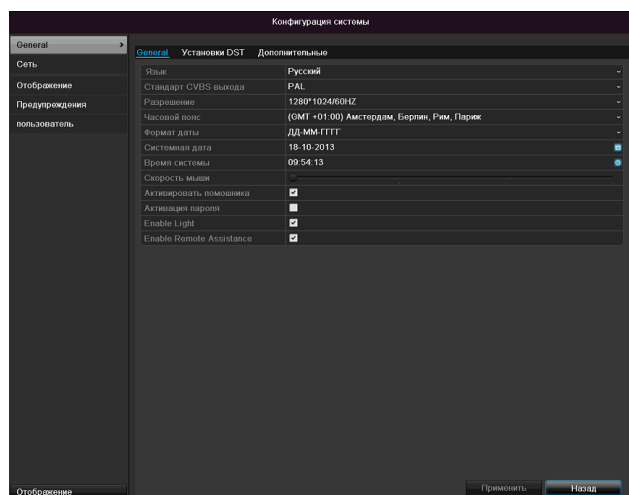 Конфигурация системы
General
Сеть
Отображение
Предупреждения
пользователь
General Установки DST Дополнительные
Язык Русский
Стандарт CVBS выхода PAL
Разрешение 1280*1024/60HZ
Часовой пояс (GMT +01:00) Амстердам, Берлин, Рим, Париж
Формат даты ДД-ММ-ГГГГ
Системная дата 18-10-2013
Время системы 09:54:13
Скорость мыши
Активировать помошника
Активация пароля
Enable Light
Enable Remote Assistance
Отображение Применить Назад